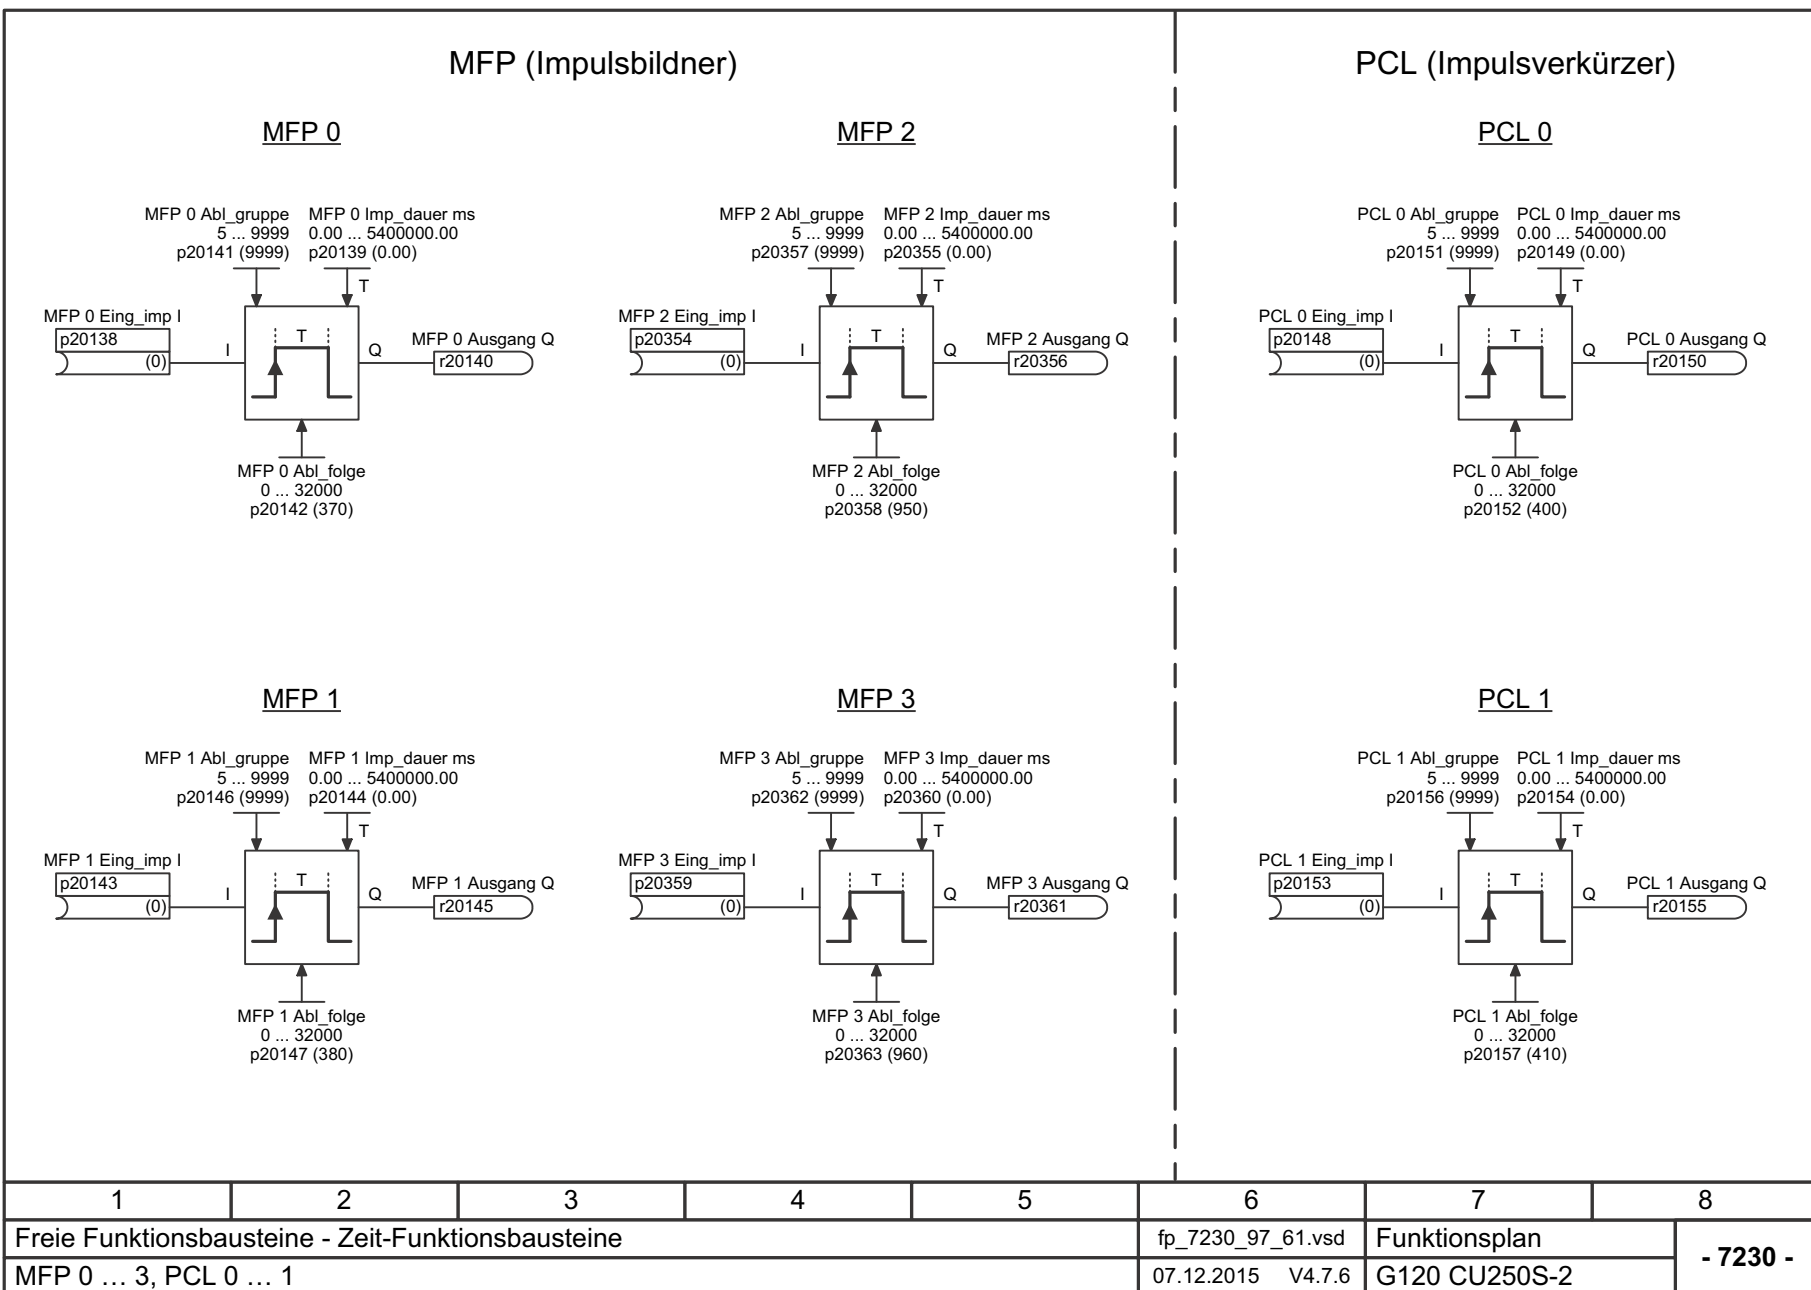 MFP (Impulsbildner)
PCL (Impulsverkürzer)
MFP 0
MFP 0 Abl_gruppe
5 ... 9999
p20141 (9999)
MFP 0 Imp_dauer ms
0.00 ... 5400000.00
p20139 (0.00)
T
MFP 0 Eing_imp I
p20138
(0)
I
T
Q
MFP 0 Ausgang Q
r20140
MFP 0 Abl_folge
0 ... 32000
p20142 (370)
MFP 2
MFP 2 Abl_gruppe
5 ... 9999
p20357 (9999)
MFP 2 Imp_dauer ms
0.00 ... 5400000.00
p20355 (0.00)
T
MFP 2 Eing_imp I
p20354
(0)
I
T
Q
MFP 2 Ausgang Q
r20356
MFP 2 Abl_folge
0 ... 32000
p20358 (950)
PCL 0
PCL 0 Abl_gruppe
5 ... 9999
p20151 (9999)
PCL 0 Imp_dauer ms
0.00 ... 5400000.00
p20149 (0.00)
T
PCL 0 Eing_imp I
p20148
(0)
I
T
Q
PCL 0 Ausgang Q
r20150
PCL 0 Abl_folge
0 ... 32000
p20152 (400)
MFP 1
MFP 1 Abl_gruppe
5 ... 9999
p20146 (9999)
MFP 1 Imp_dauer ms
0.00 ... 5400000.00
p20144 (0.00)
T
MFP 1 Eing_imp I
p20143
(0)
I
T
Q
MFP 1 Ausgang Q
r20145
MFP 1 Abl_folge
0 ... 32000
p20147 (380)
MFP 3
MFP 3 Abl_gruppe
5 ... 9999
p20362 (9999)
MFP 3 Imp_dauer ms
0.00 ... 5400000.00
p20360 (0.00)
T
MFP 3 Eing_imp I
p20359
(0)
I
T
Q
MFP 3 Ausgang Q
r20361
MFP 3 Abl_folge
0 ... 32000
p20363 (960)
PCL 1
PCL 1 Abl_gruppe
5 ... 9999
p20156 (9999)
PCL 1 Imp_dauer ms
0.00 ... 5400000.00
p20154 (0.00)
T
PCL 1 Eing_imp I
p20153
(0)
I
T
Q
PCL 1 Ausgang Q
r20155
PCL 1 Abl_folge
0 ... 32000
p20157 (410)
1 2 3 4 5 6 7 8
Freie Funktionsbausteine - Zeit-Funktionsbausteine
fp_7230_97_61.vsd
Funktionsplan
- 7230 -
MFP 0 … 3, PCL 0 … 1
07.12.2015 V4.7.6
G120 CU250S-2